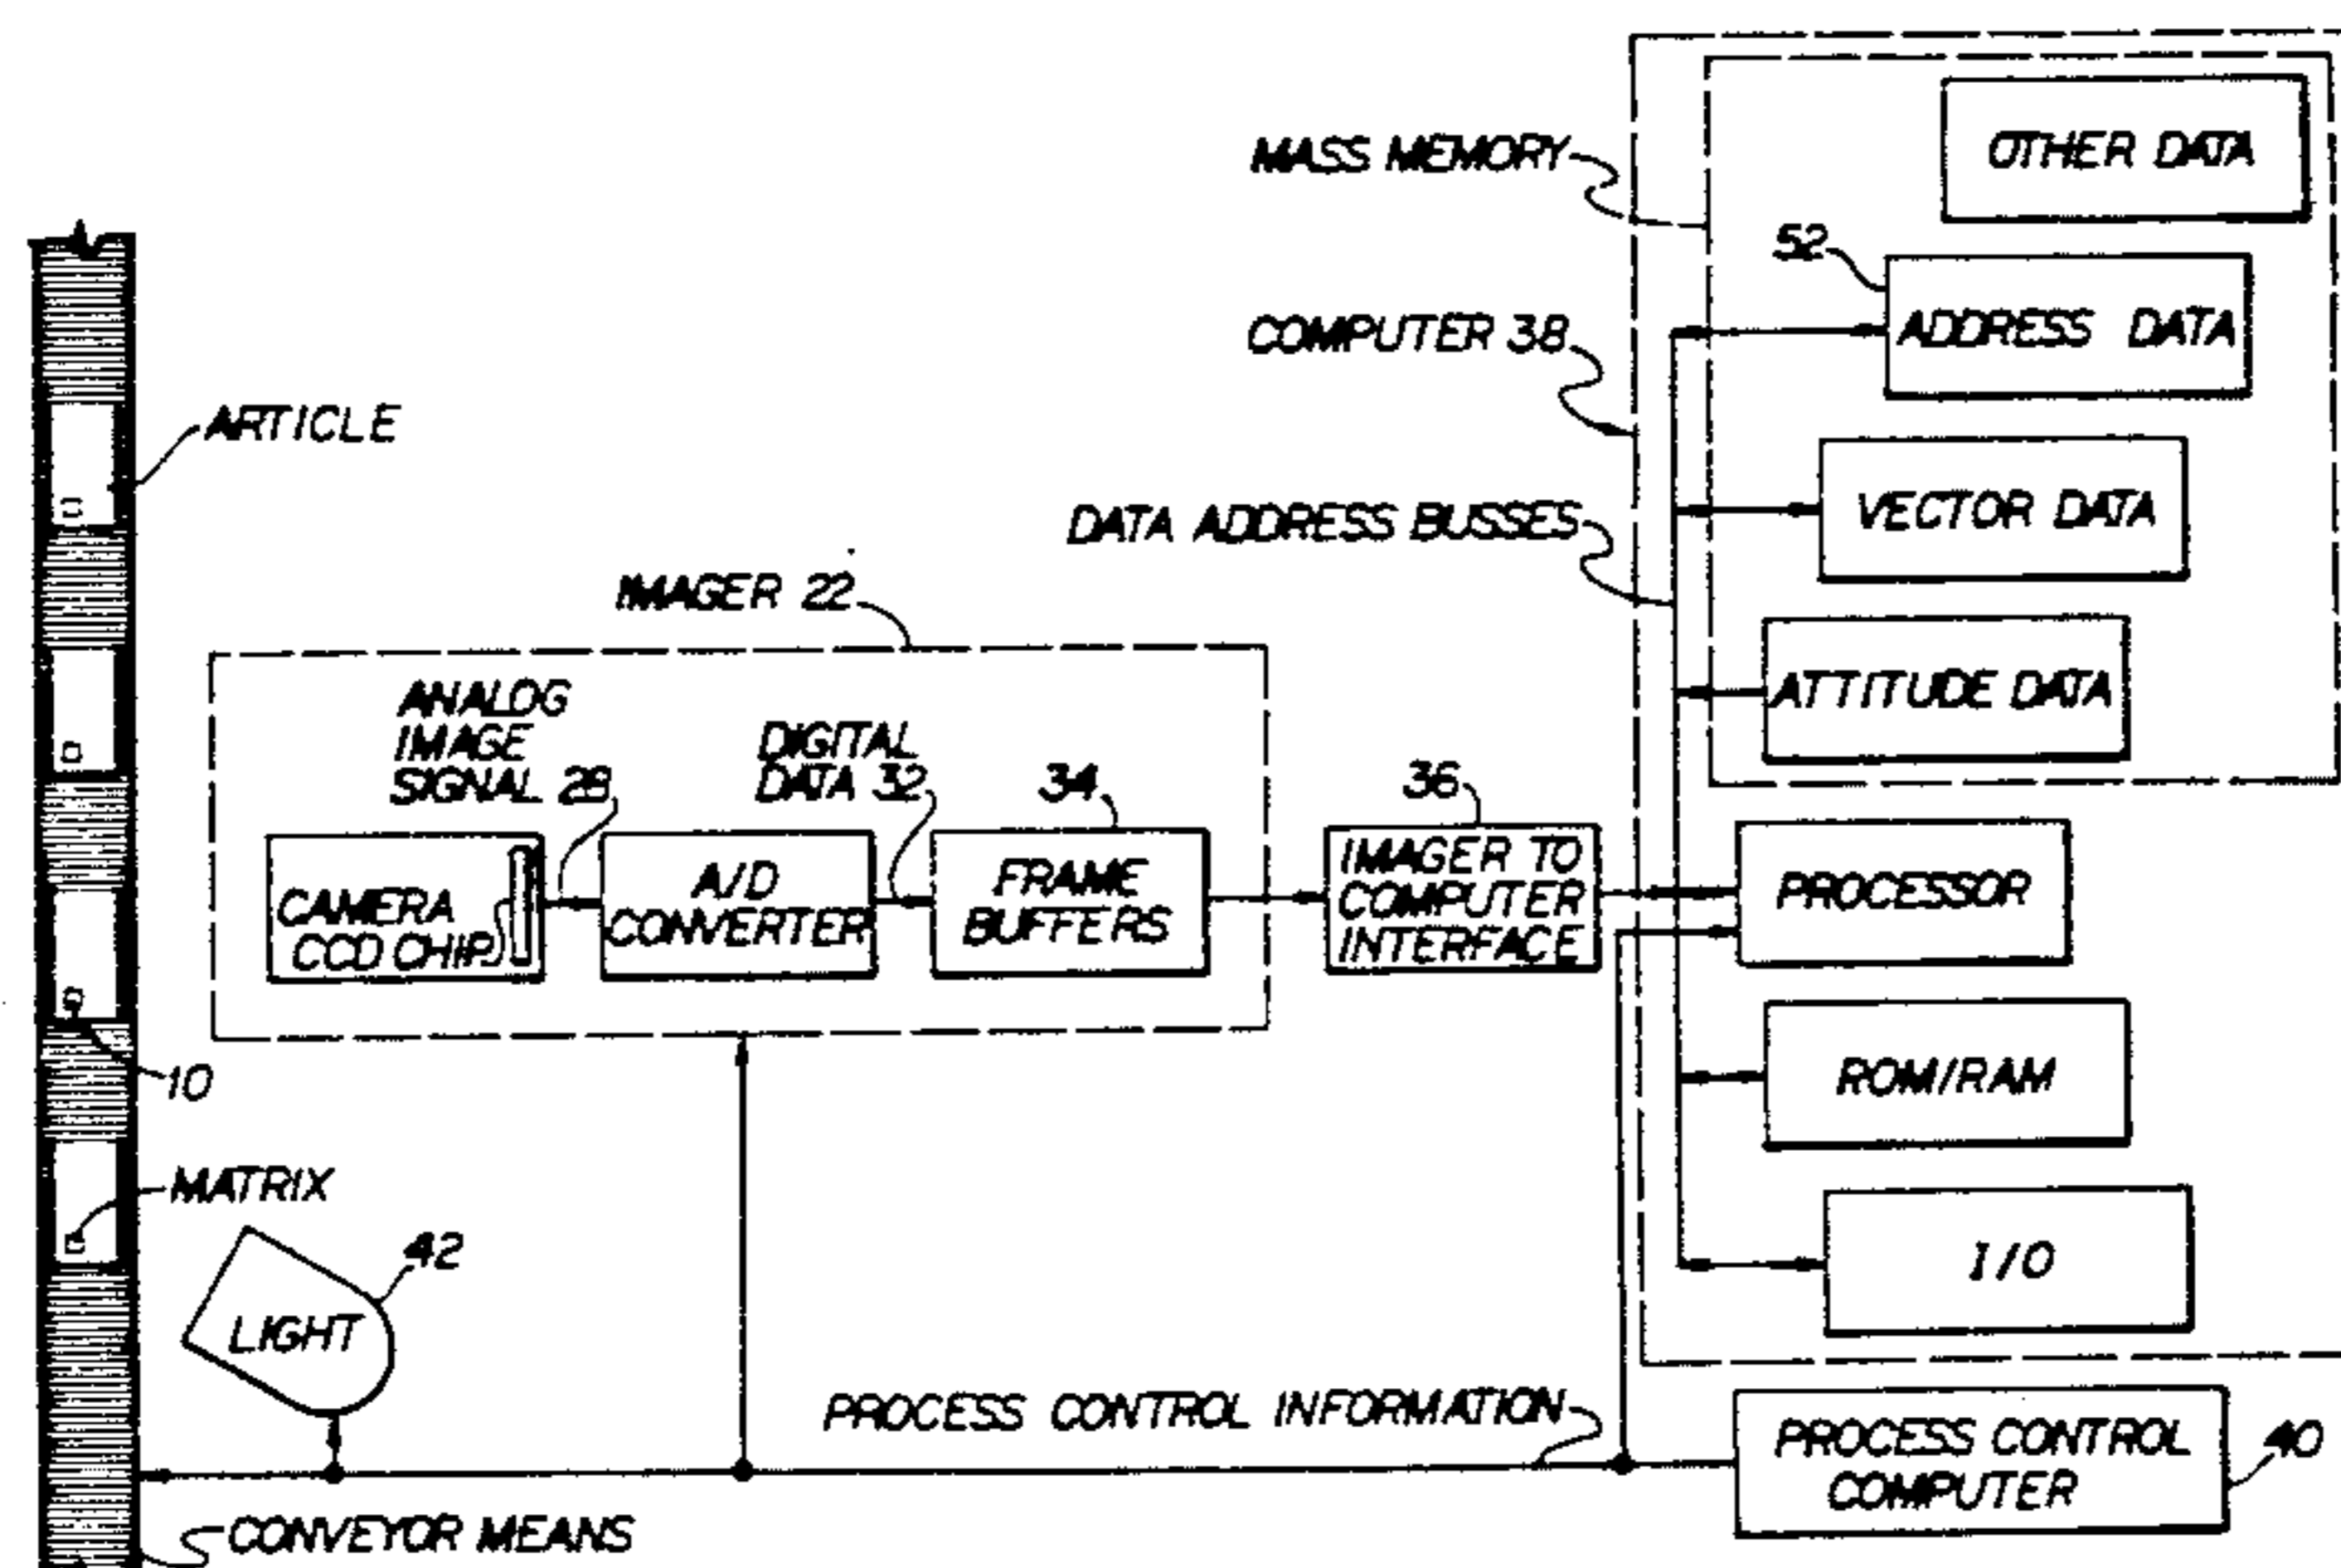 OTHER DATA
MASS MEMORY
52
ADDRESS DATA
COMPUTER 38
ARTICLE
VECTOR DATA
DATA ADDRESS BUSSES
IMAGER 22
ATTITUDE DATA
ANALOG
IMAGE
SIGNAL 28
DIGITAL
DATA 32
34
36
CAMERA
CCD CHIP
A/D
CONVERTER
FRAME
BUFFERS
IMAGER TO
COMPUTER
INTERFACE
PROCESSOR
10
ROM/RAM
MATRIX
42
LIGHT
I/O
PROCESS CONTROL INFORMATION
PROCESS CONTROL
COMPUTER
40
CONVEYOR MEANS